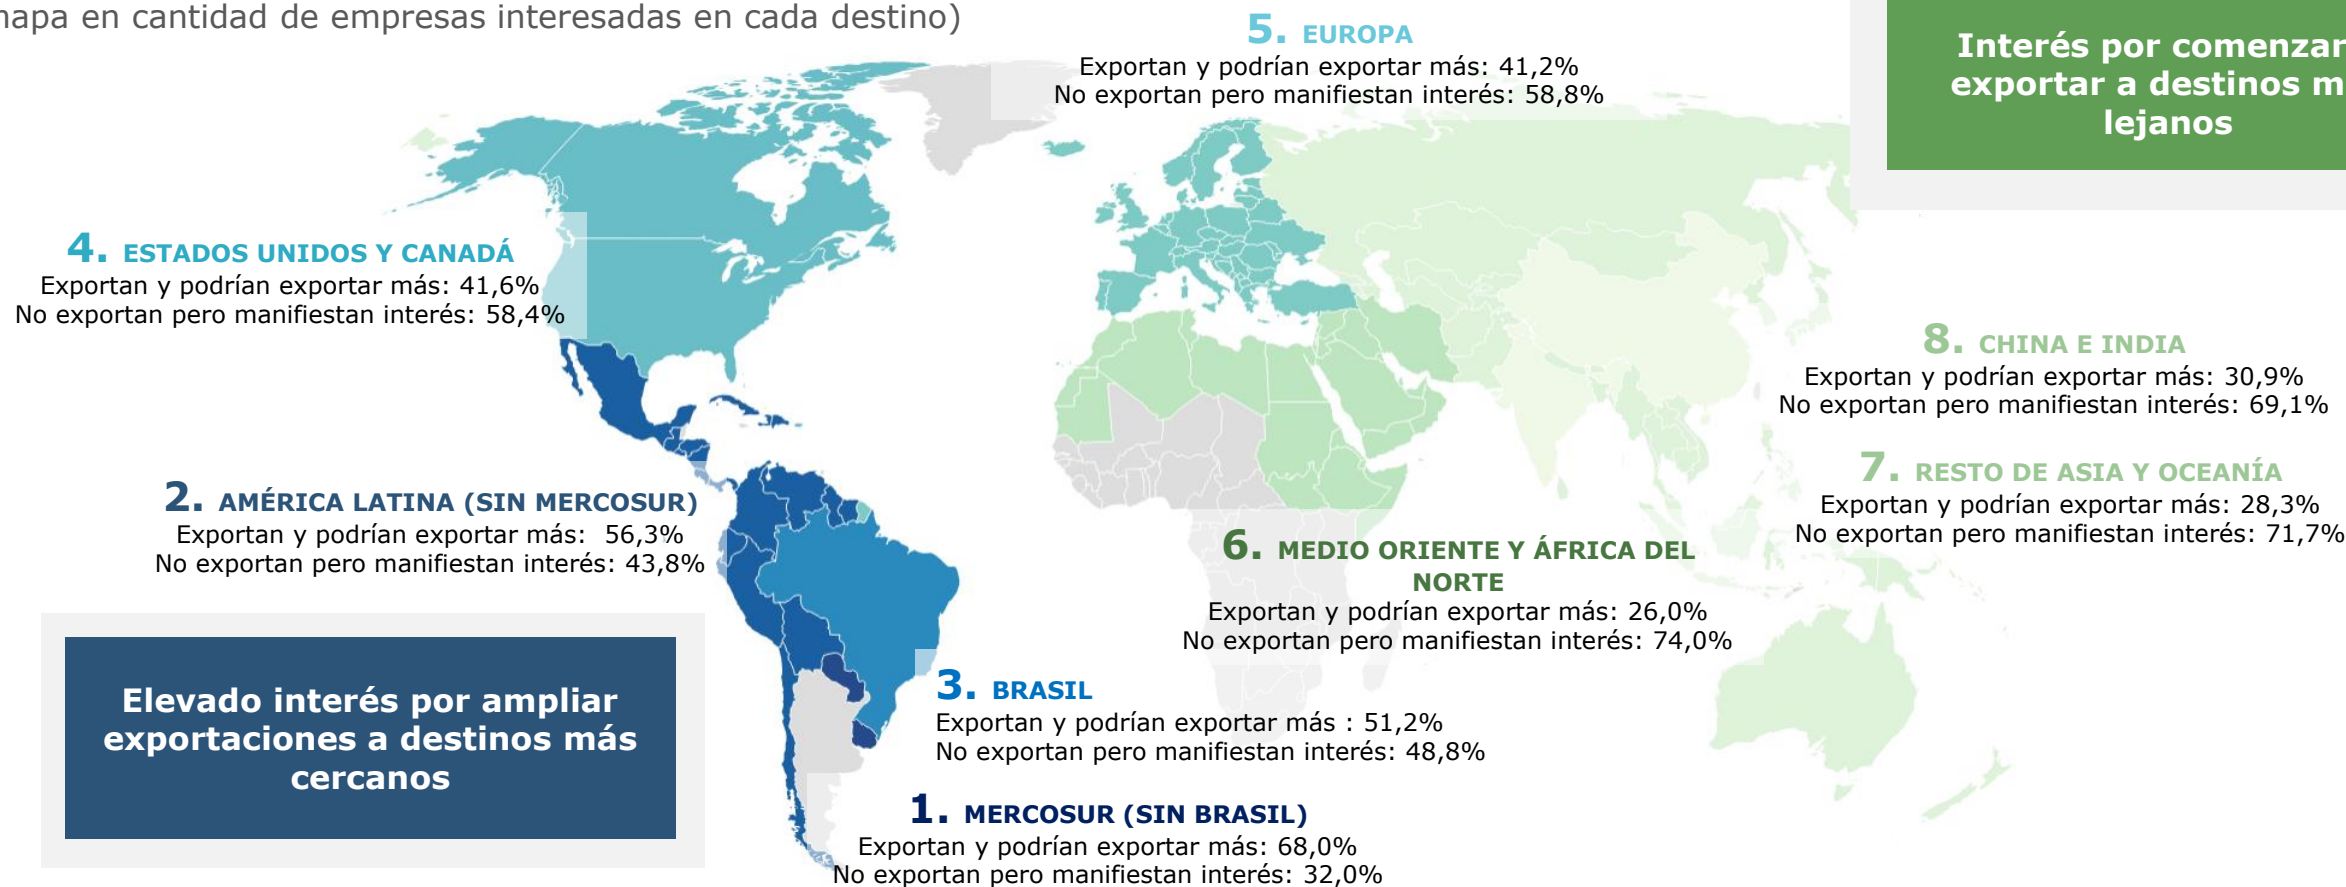 en cantidad de empresas interesadas en cada destino)
5. EUROPA
Exportan y podrían exportar más: 41,2%
No exportan pero manifiestan interés: 58,8%
Interés por comenzar
exportar a destinos
lejanos
4. ESTADOS UNIDOS Y CANADÁ
Exportan y podrían exportar más: 41,6%
No exportan pero manifiestan interés: 58,4%
8. CHINA E INDIA
Exportan y podrían exportar más: 30,9%
No exportan pero manifiestan interés: 69,1%
7. RESTO DE ASIA Y OCEANÍA
Exportan y podrían exportar más: 28,3%
No exportan pero manifiestan interés: 71,7%
2. AMÉRICA LATINA (SIN MERCOSUR)
Exportan y podrían exportar más: 56,3%
No exportan pero manifiestan interés: 43,8%
6. MEDIO ORIENTE Y ÁFRICA DEL
NORTE
Exportan y podrían exportar más: 26,0%
No exportan pero manifiestan interés: 74,0%
Elevado interés por ampliar
exportaciones a destinos más
cercanos
3. BRASIL
Exportan y podrían exportar más : 51,2%
No exportan pero manifiestan interés: 48,8%
1. MERCOSUR (SIN BRASIL)
Exportan y podrían exportar más: 68,0%
No exportan pero manifiestan interés: 32,0%